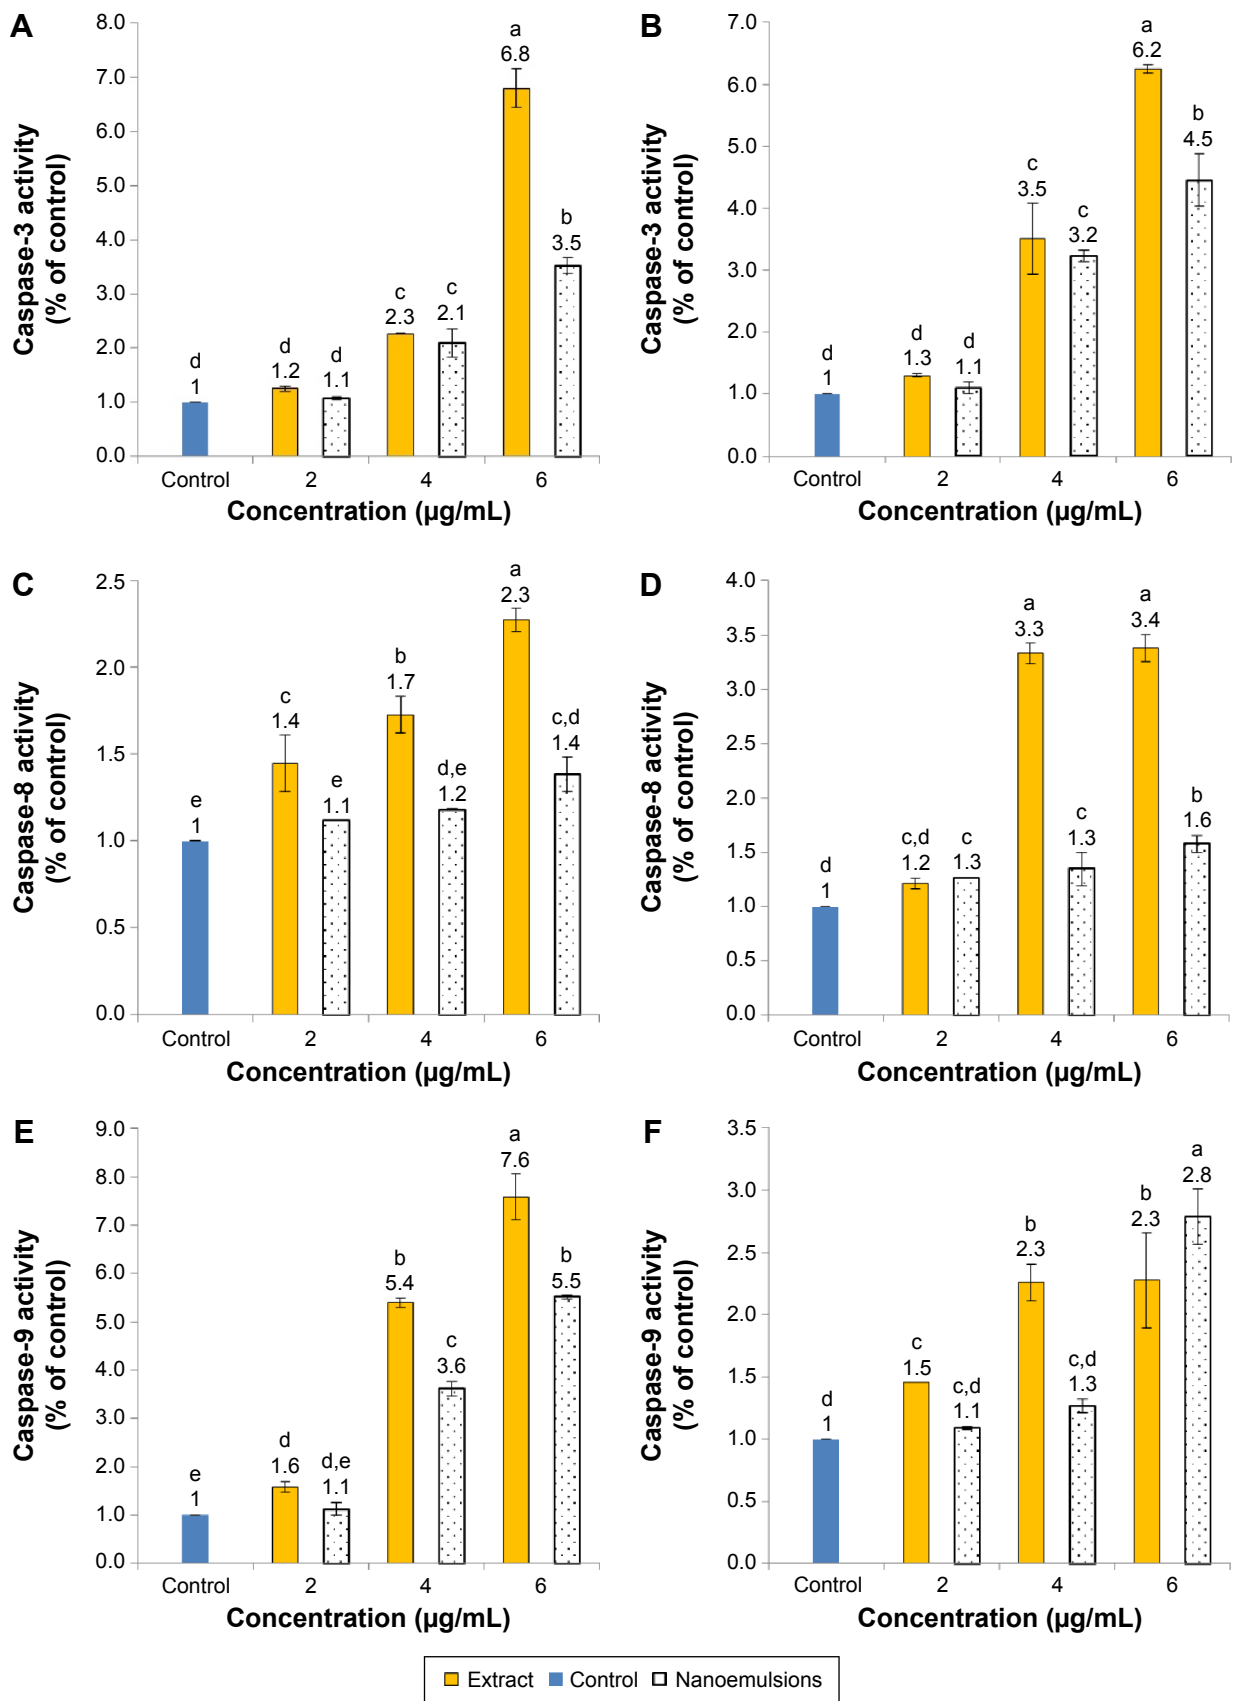 A
Caspase-3 activity
(% of control)
8.0
7.0
6.0
5.0
4.0
3.0
2.0
1.0
0.0
d
1
d
1.2
d
1.1
c
2.3
c
2.1
a
6.8
b
3.5
Control 2 4 6
Concentration (µg/mL)
B
Caspase-3 activity
(% of control)
7.0
6.0
5.0
4.0
3.0
2.0
1.0
0.0
d
1
d
1.3
d
1.1
c
3.5
c
3.2
a
6.2
b
4.5
Control 2 4 6
Concentration (µg/mL)
C
Caspase-8 activity
(% of control)
2.5
2.0
1.5
1.0
0.5
0.0
e
1
c
1.4
e
1.1
b
1.7
d,e
1.2
a
2.3
c,d
1.4
Control 2 4 6
Concentration (µg/mL)
D
Caspase-8 activity
(% of control)
4.0
3.5
3.0
2.5
2.0
1.5
1.0
0.5
0.0
d
1
c,d
1.2
c
1.3
a
3.3
c
1.3
a
3.4
b
1.6
Control 2 4 6
Concentration (µg/mL)
E
Caspase-9 activity
(% of control)
9.0
8.0
7.0
6.0
5.0
4.0
3.0
2.0
1.0
0.0
e
1
d
1.6
d,e
1.1
b
5.4
c
3.6
a
7.6
b
5.5
Control 2 4 6
Concentration (µg/mL)
F
Caspase-9 activity
(% of control)
3.5
3.0
2.5
2.0
1.5
1.0
0.5
0.0
d
1
c
1.5
c,d
1.1
b
2.3
c,d
1.3
b
2.3
a
2.8
Control 2 4 6
Concentration (µg/mL)
Extract Control Nanoemulsions